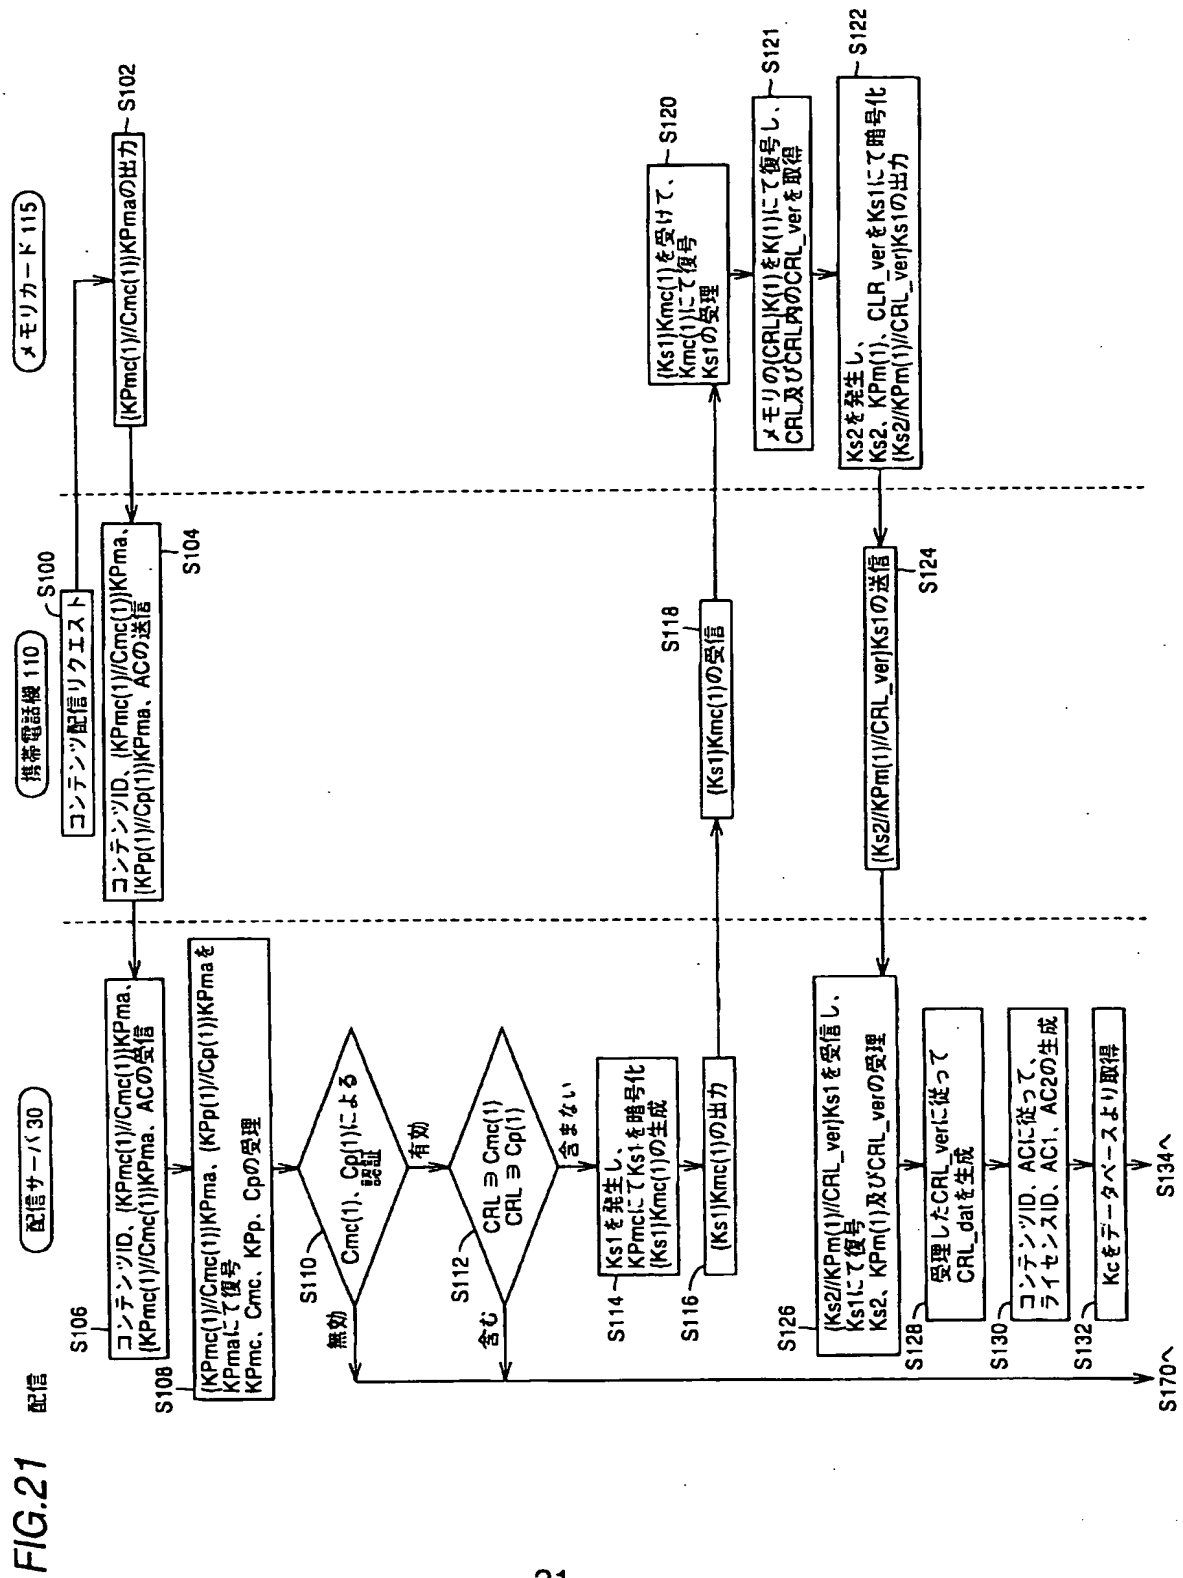 FIG.21
配信
配信サーバ 30
携帯電話機 110
メモリカード 115
コンテンツ配信リクエスト
S100
{KPmc(1)//Cmc(1)}KPmaの出力
S102
コンテンツID、{KPmc(1)//Cmc(1)}KPma、
{KPp(1)//Cp(1)}KPma、ACの送信
S104
S106
コンテンツID、{KPmc(1)//Cmc(1)}KPma、
{KPmc(1)//Cmc(1)}KPma、ACの受信
S108
{KPmc(1)//Cmc(1)}KPma、{KPp(1)//Cp(1)}KPmaを
KPmaにて復号
KPmc、Cmc、KPp、Cpの受理
S110
Cmc(1)、Cp(1)による
認証
無効
有効
S112
CRL∋Cmc(1)
CRL∋Cp(1)
含む
含まない
S114
Ks1を発生し、
KPmcにてKs1を暗号化
{Ks1}Kmc(1)の生成
S116
{Ks1}Kmc(1)の出力
S118
{Ks1}Kmc(1)の受信
S120
{Ks1}Kmc(1)を受けて、
Kmc(1)にて復号
Ks1の受理
S121
メモリの{CRL}K(1)をK(1)にて復号し、
CRL及びCRL内のCRL_verを取得
S122
Ks2を発生し、
Ks2、KPm(1)、CLR_verをKs1にて暗号化
{Ks2//KPm(1)//CRL_ver}Ks1の出力
{Ks2//KPm(1)//CRL_ver}Ks1の送信
S124
S126
{Ks2//KPm(1)//CRL_ver}Ks1を受信し、
Ks1にて復号
Ks2、KPm(1)及びCRL_verの受理
S128
受理したCRL_verに従って
CRL_datを生成
S130
コンテンツID、ACに従って、
ライセンスID、AC1、AC2の生成
S132
Kcをデータベースより取得
S134へ
S170へ